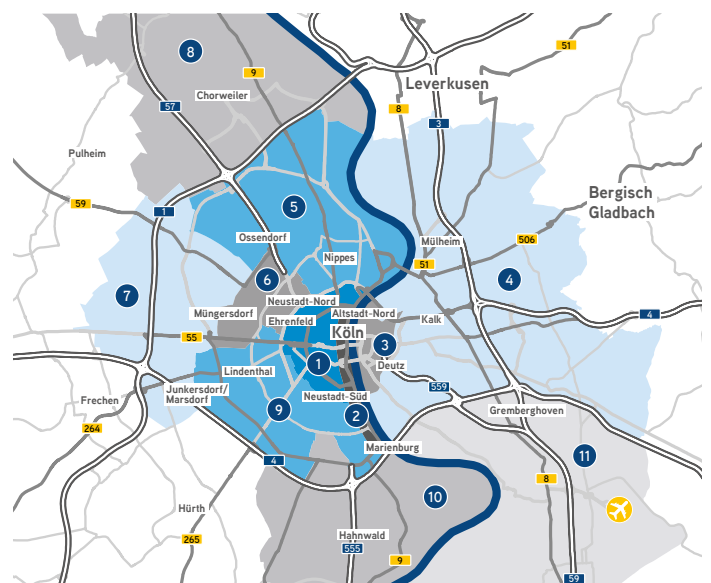 8
51
9
Leverkusen
Chorweiler
57
8
3
Pulheim
59
1
5
Bergisch
Gladbach
Ossendorf
Mülheim
506
Nippes
51
6
4
7
Neustadt-Nord
Müngersdorf
Altstadt-Nord
4
Ehrenfeld
Kalk
Köln
55
3
1
Deutz
Lindenthal
559
Junkersdorf/
Marsdorf
Neustadt-Süd
Frechen
9
2
Gremberghoven
264
Marienburg
11
4
8
10
Hürth
Hahnwald
265
555
9
59